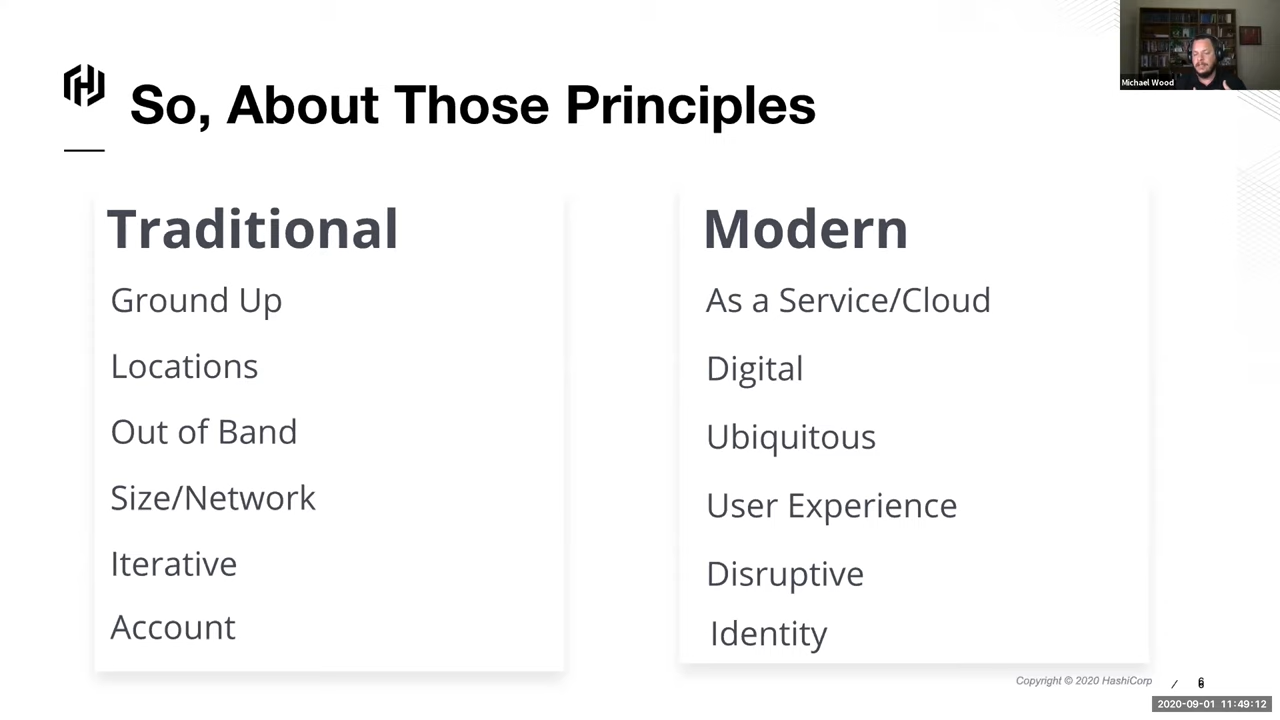 Michael Wood
So, About Those Principles
Traditional
Ground Up
Locations
Out of Band
Size/Network
Iterative
Account
Modern
As a Service/Cloud
Digital
Ubiquitous
User Experience
Disruptive
Identity
Copyright © 2020 HashiCorp
/ 6
2020-09-01 11:49:12